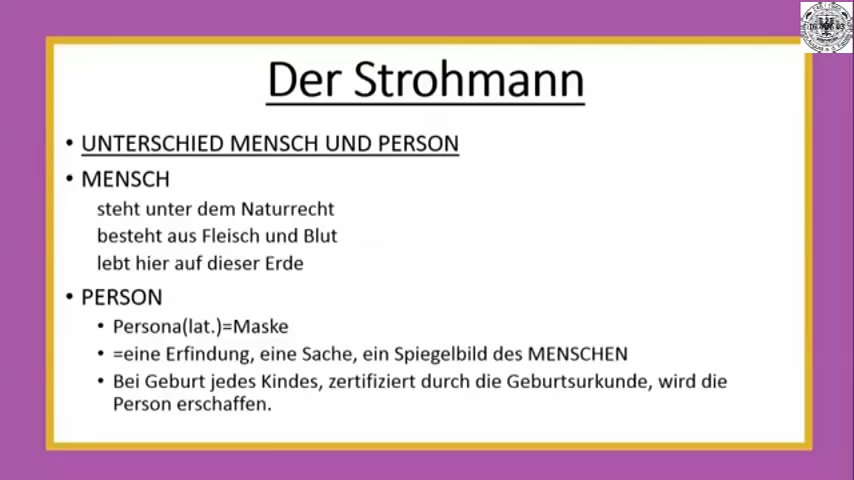 Der Strohmann
• UNTERSCHIED MENSCH UND PERSON
• MENSCH
steht unter dem Naturrecht
besteht aus Fleisch und Blut
lebt hier auf dieser Erde
• PERSON
• Persona(lat.)=Maske
• =eine Erfindung, eine Sache, ein Spiegelbild des MENSCHEN
• Bei Geburt jedes Kindes, zertifiziert durch die Geburtsurkunde, wird die
Person erschaffen.